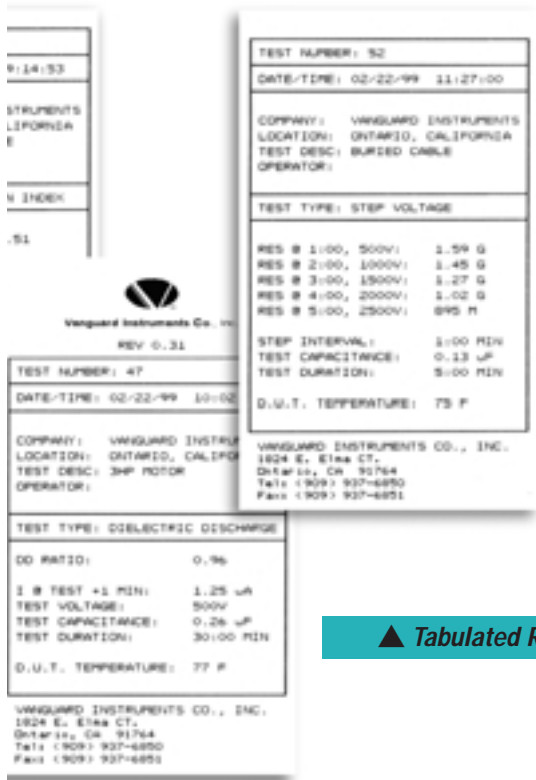 9:14:53
STRUMENTS
LIFORNIA
E
N INDEX
.51
TEST NUMBER: 52
DATE/TIME: 02/22/99 11:27:00
COMPANY: VANGUARD INSTRUMENTS
LOCATION: ONTARIO, CALIFORNIA
TEST DESC: BURIED CABLE
OPERATOR:
TEST TYPE: STEP VOLTAGE
RES @ 1:00, 500V: 1.59 G
RES @ 2:00, 1000V: 1.45 G
RES @ 3:00, 1500V: 1.27 G
RES @ 4:00, 2000V: 1.02 G
RES @ 5:00, 2500V: 895 M
STEP INTERVAL: 1:00 MIN
TEST CAPACITANCE: 0.13 uF
TEST DURATION: 5:00 MIN
D.U.T. TEMPERATURE: 75 F
VANGUARD INSTRUMENTS CO., INC.
1824 E. Elma CT.
Ontario, CA 91764
Tel: (909) 937-6850
Fax: (909) 937-6851
Vanguard Instruments Co., Inc.
REV 0.31
TEST NUMBER: 47
DATE/TIME: 02/22/99 10:02
COMPANY: VANGUARD INSTRU
LOCATION: ONTARIO, CALIFO
TEST DESC: 3HP MOTOR
OPERATOR:
TEST TYPE: DIELECTRIC DISCHARGE
DD RATIO: 0.96
I @ TEST +1 MIN: 1.25 uA
TEST VOLTAGE: 500V
TEST CAPACITANCE: 0.26 uF
TEST DURATION: 30:00 MIN
D.U.T. TEMPERATURE: 77 F
VANGUARD INSTRUMENTS CO., INC.
1824 E. Elma CT.
Ontario, CA 91764
Tel: (909) 937-6850
Fax: (909) 937-6851
▲ Tabulated R